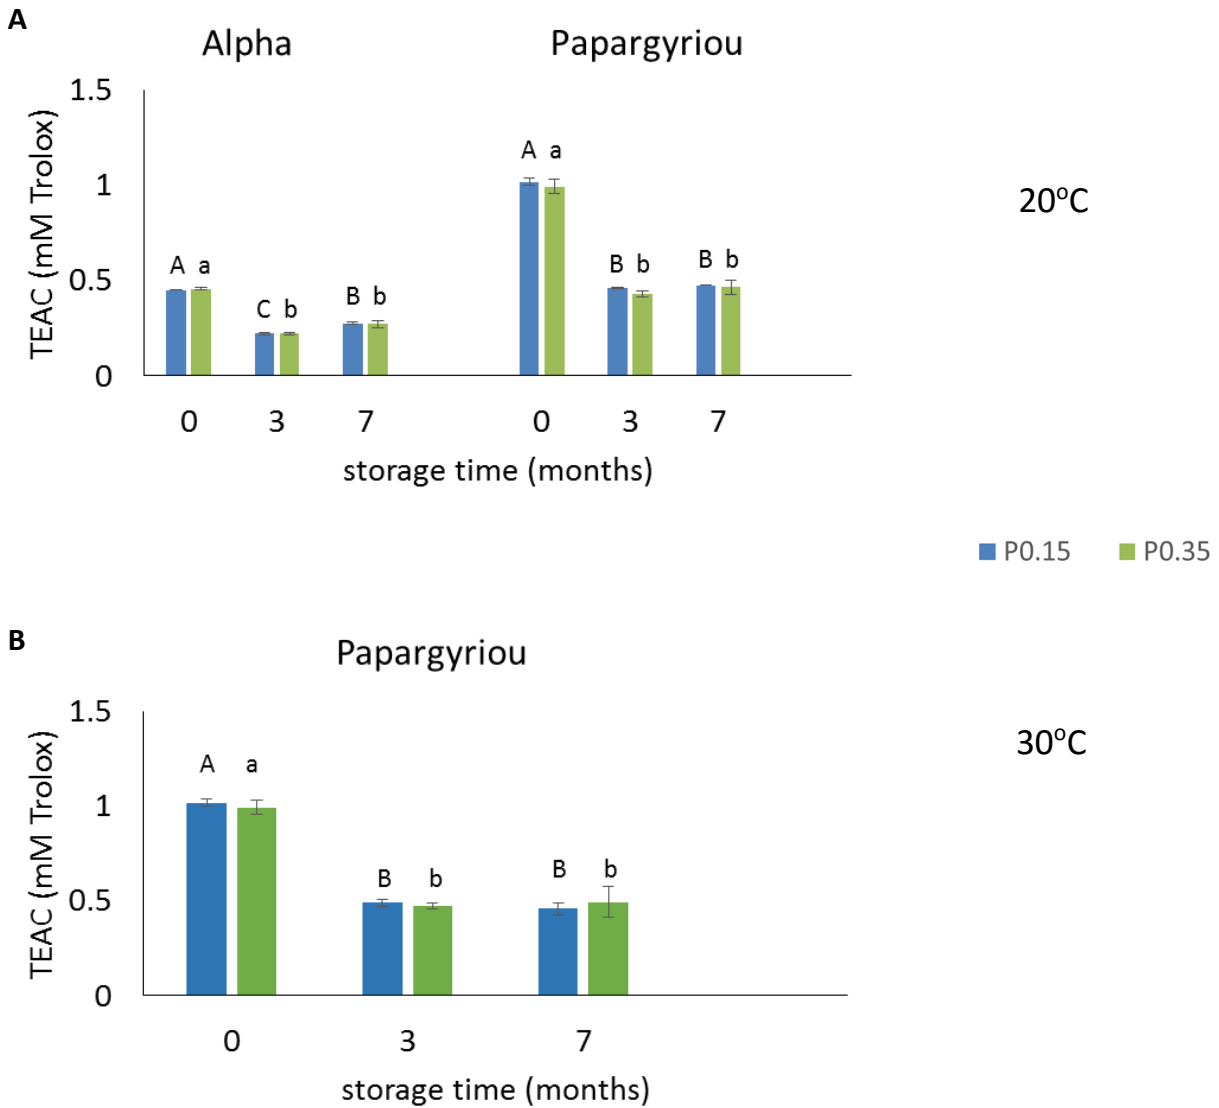 A
Alpha Papargyriou
1.5
1
0.5
0
TEAC (mM Trolox)
A a
C b
B b
A a
B b
B b
20°C
0 3 7 0 3 7
storage time (months)
P0.15 P0.35
B
Papargyriou
1.5
1
0.5
0
TEAC (mM Trolox)
A a
B b
B b
30°C
0 3 7
storage time (months)